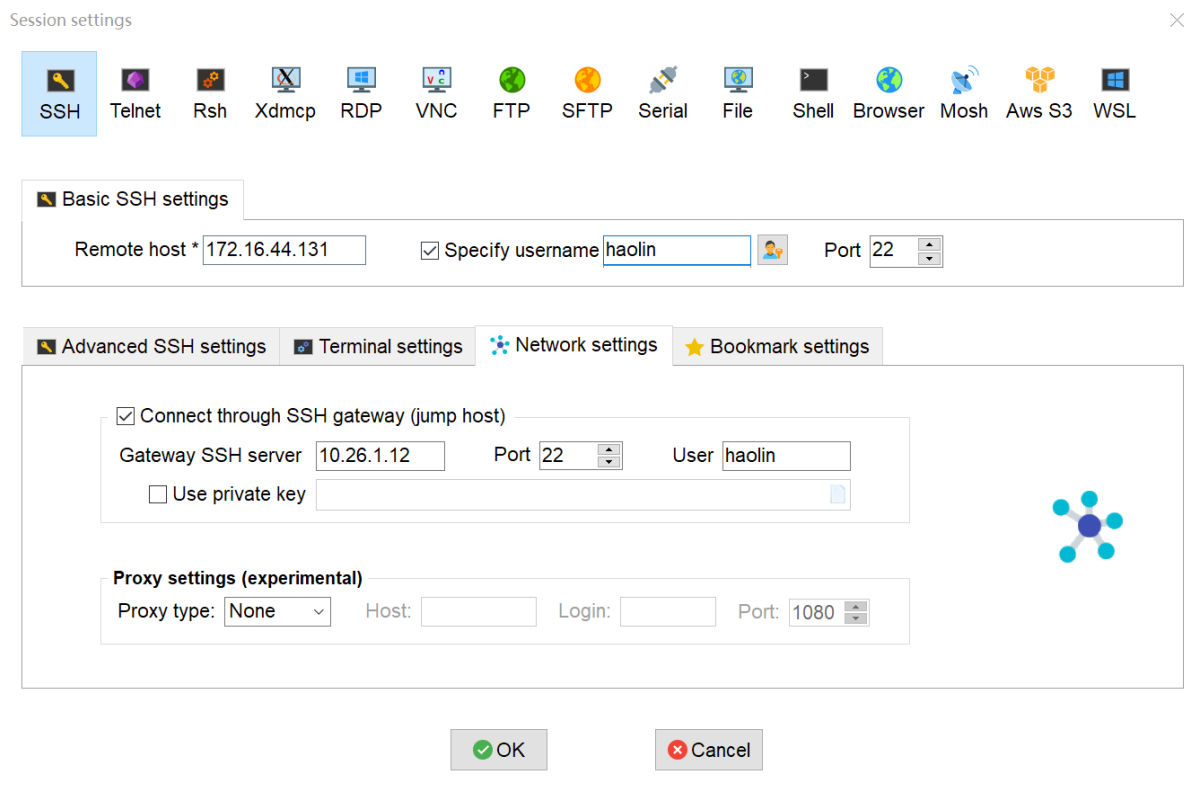 Session settings
SSH Telnet Rsh Xdmcp RDP VNC FTP SFTP Serial File Shell Browser Mosh Aws S3 WSL
Basic SSH settings
Remote host * 172.16.44.131 Specify username haolin Port 22
Advanced SSH settings Terminal settings Network settings Bookmark settings
Connect through SSH gateway (jump host)
Gateway SSH server 10.26.1.12 Port 22 User haolin
Use private key
Proxy settings (experimental)
Proxy type: None Host: Login: Port: 1080
OK Cancel